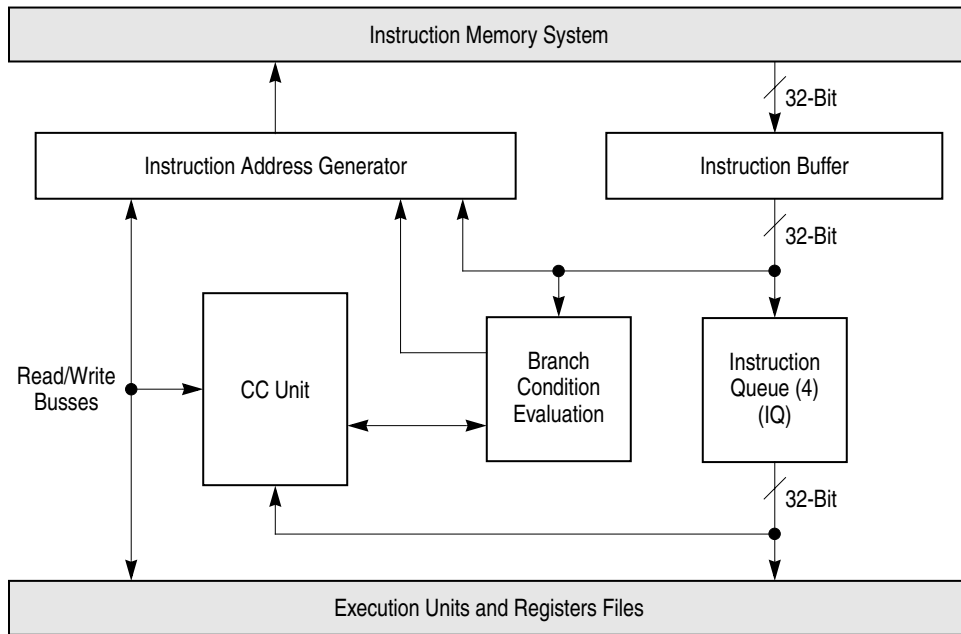 Instruction Memory System
32-Bit
Instruction Address Generator
Instruction Buffer
32-Bit
Read/Write
Busses
CC Unit
Branch
Condition
Evaluation
Instruction
Queue (4)
(IQ)
32-Bit
Execution Units and Registers Files